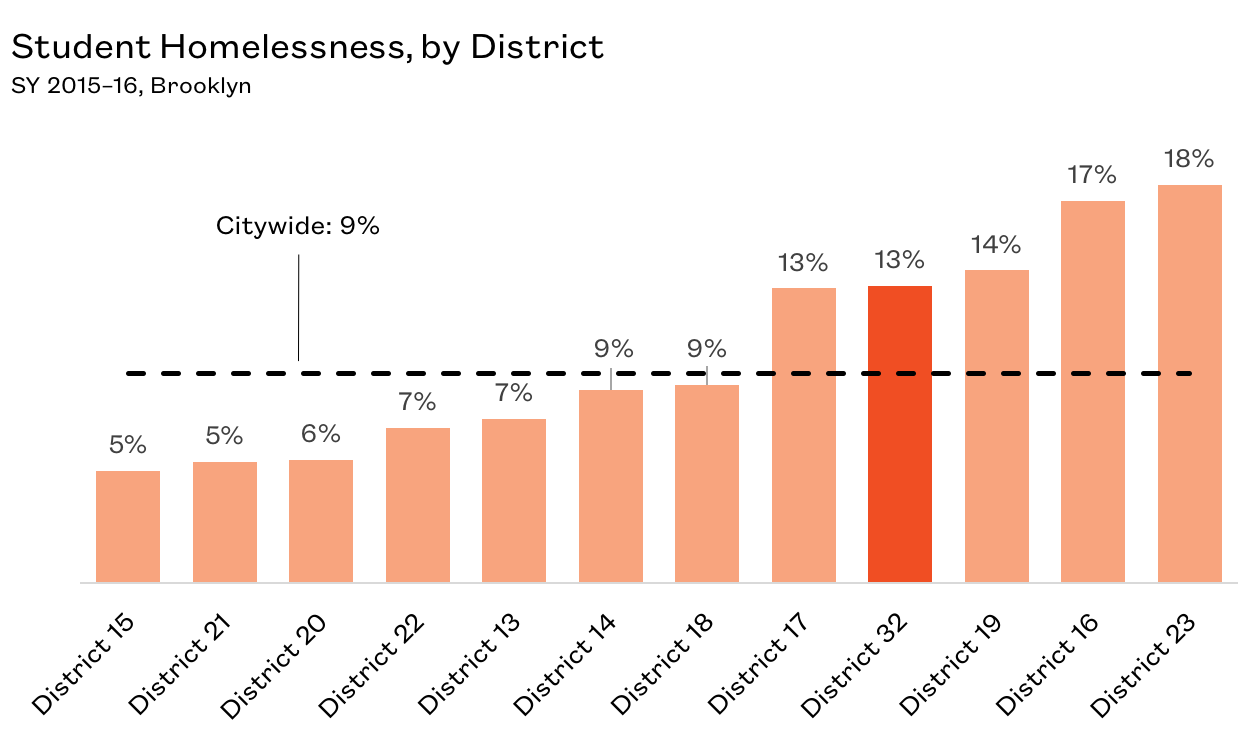 Student Homelessness, by District
SY 2015–16, Brooklyn
18%
17%
Citywide: 9%
14%
13%
13%
9%
9%
7%
7%
6%
5%
5%
District 15
District 21
District 20
District 22
District 13
District 14
District 18
District 17
District 32
District 19
District 16
District 23